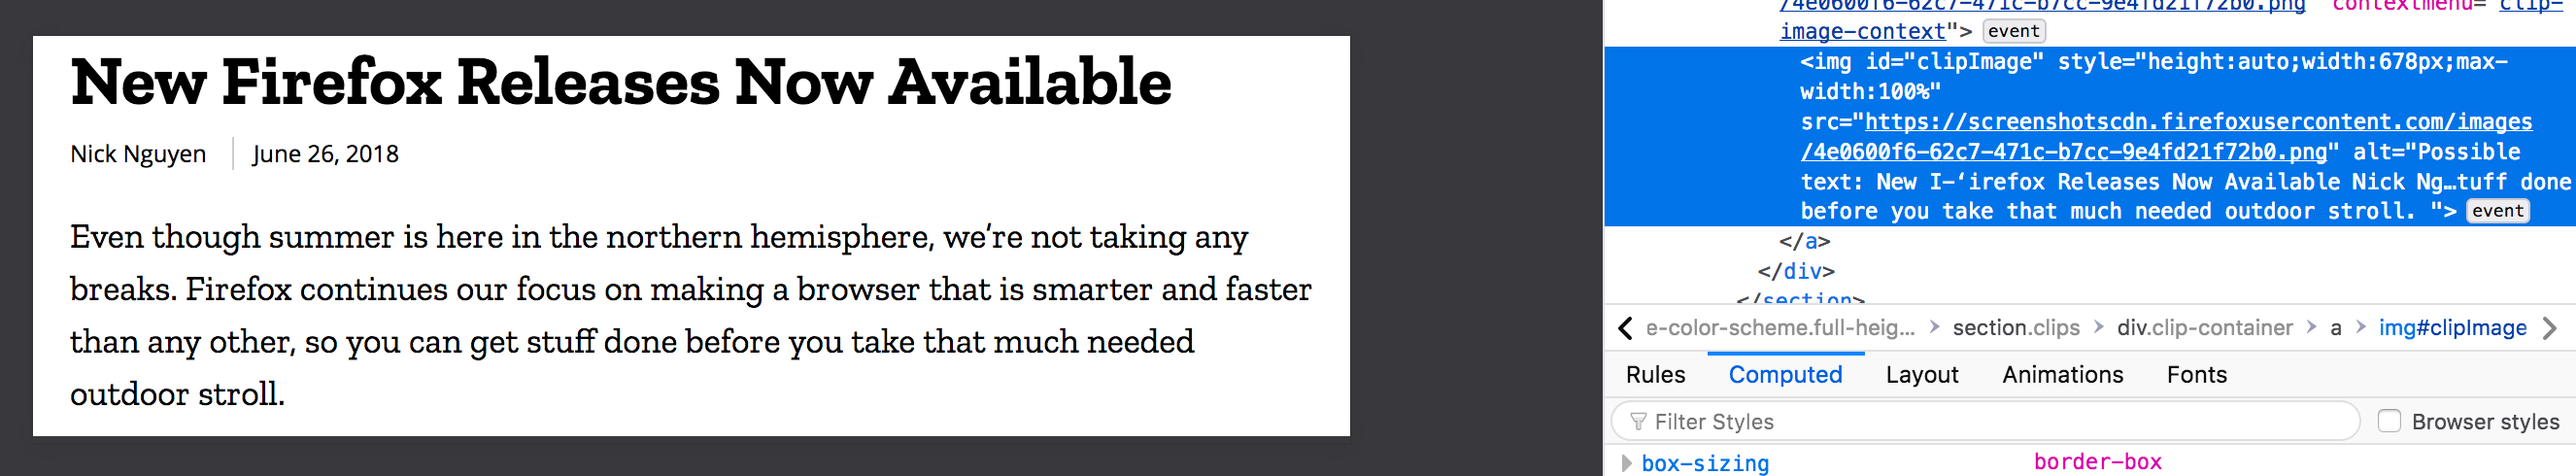 New Firefox Releases Now Available
Nick Nguyen
June 26, 2018
Even though summer is here in the northern hemisphere, we’re not taking any
breaks. Firefox continues our focus on making a browser that is smarter and faster
than any other, so you can get stuff done before you take that much needed
outdoor stroll.
/4e0600f6-62c7-471c-b7cc-9e4fd21f72b0.png" contextmenu="clip-
image-context"> event
<img id="clipImage" style="height:auto;width:678px;max-
width:100%"
src="https://screenshotscdn.firefoxusercontent.com/images
/4e0600f6-62c7-471c-b7cc-9e4fd21f72b0.png" alt="Possible
text: New I-‘irefox Releases Now Available Nick Ng…tuff done
before you take that much needed outdoor stroll. "> event
</a>
</div>
</section>
e-color-scheme.full-heig... > section.clips > div.clip-container > a > img#clipImage
Rules Computed Layout Animations Fonts
Filter Styles Browser styles
box-sizing border-box